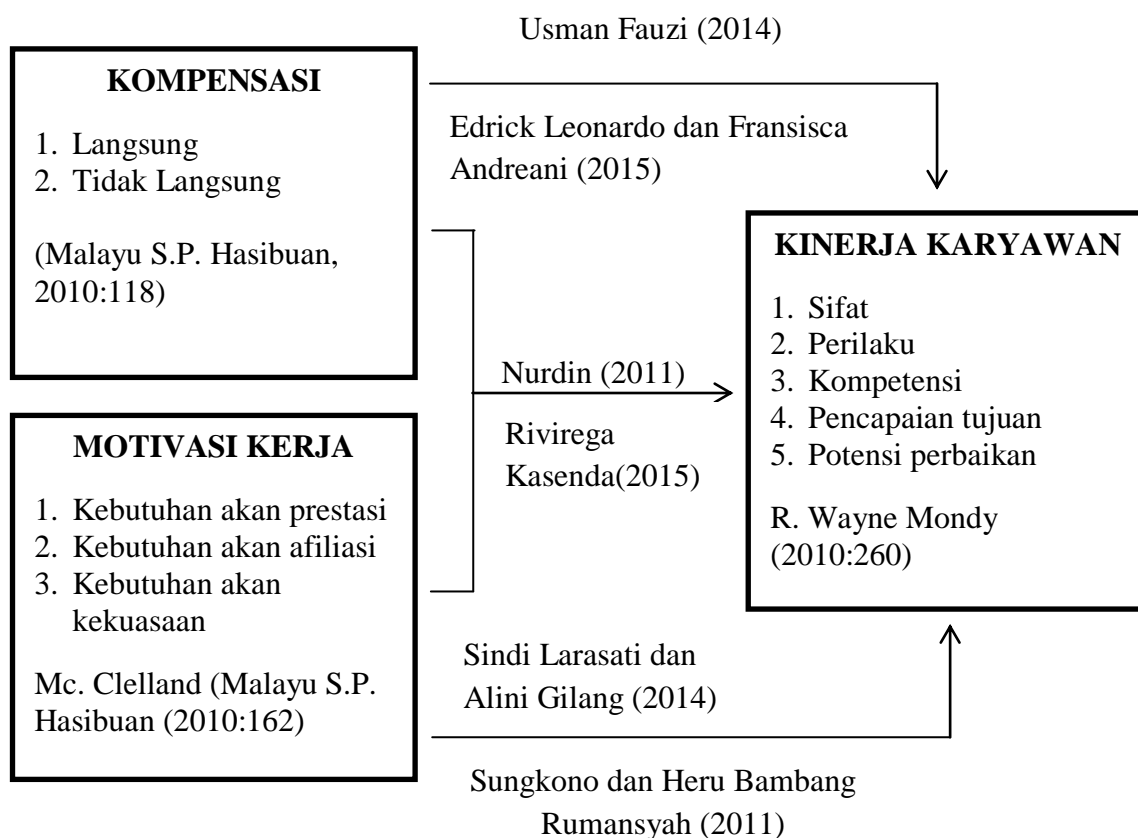 Usman Fauzi (2014)
KOMPENSASI
1. Langsung
2. Tidak Langsung
(Malayu S.P. Hasibuan,
2010:118)
Edrick Leonardo dan Fransisca
Andreani (2015)
KINERJA KARYAWAN
1. Sifat
2. Perilaku
3. Kompetensi
4. Pencapaian tujuan
5. Potensi perbaikan
R. Wayne Mondy
(2010:260)
Nurdin (2011)
Rivirega
Kasenda(2015)
MOTIVASI KERJA
1. Kebutuhan akan prestasi
2. Kebutuhan akan afiliasi
3. Kebutuhan akan
kekuasaan
Mc. Clelland (Malayu S.P.
Hasibuan (2010:162)
Sindi Larasati dan
Alini Gilang (2014)
Sungkono dan Heru Bambang
Rumansyah (2011)